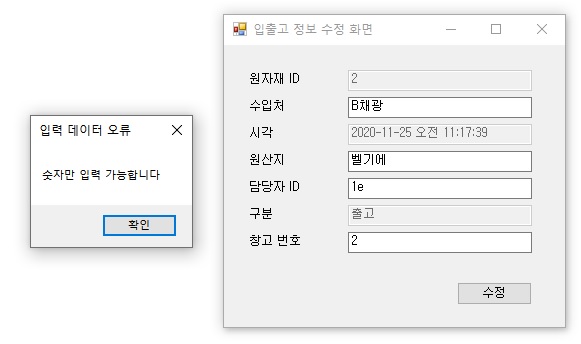 입출고 정보 수정 화면
원자재 ID 2
수입처 B채광
시각 2020-11-25 오전 11:17:39
원산지 벨기에
담당자 ID 1e
구분 출고
창고 번호 2
수정
입력 데이터 오류
숫자만 입력 가능합니다
확인